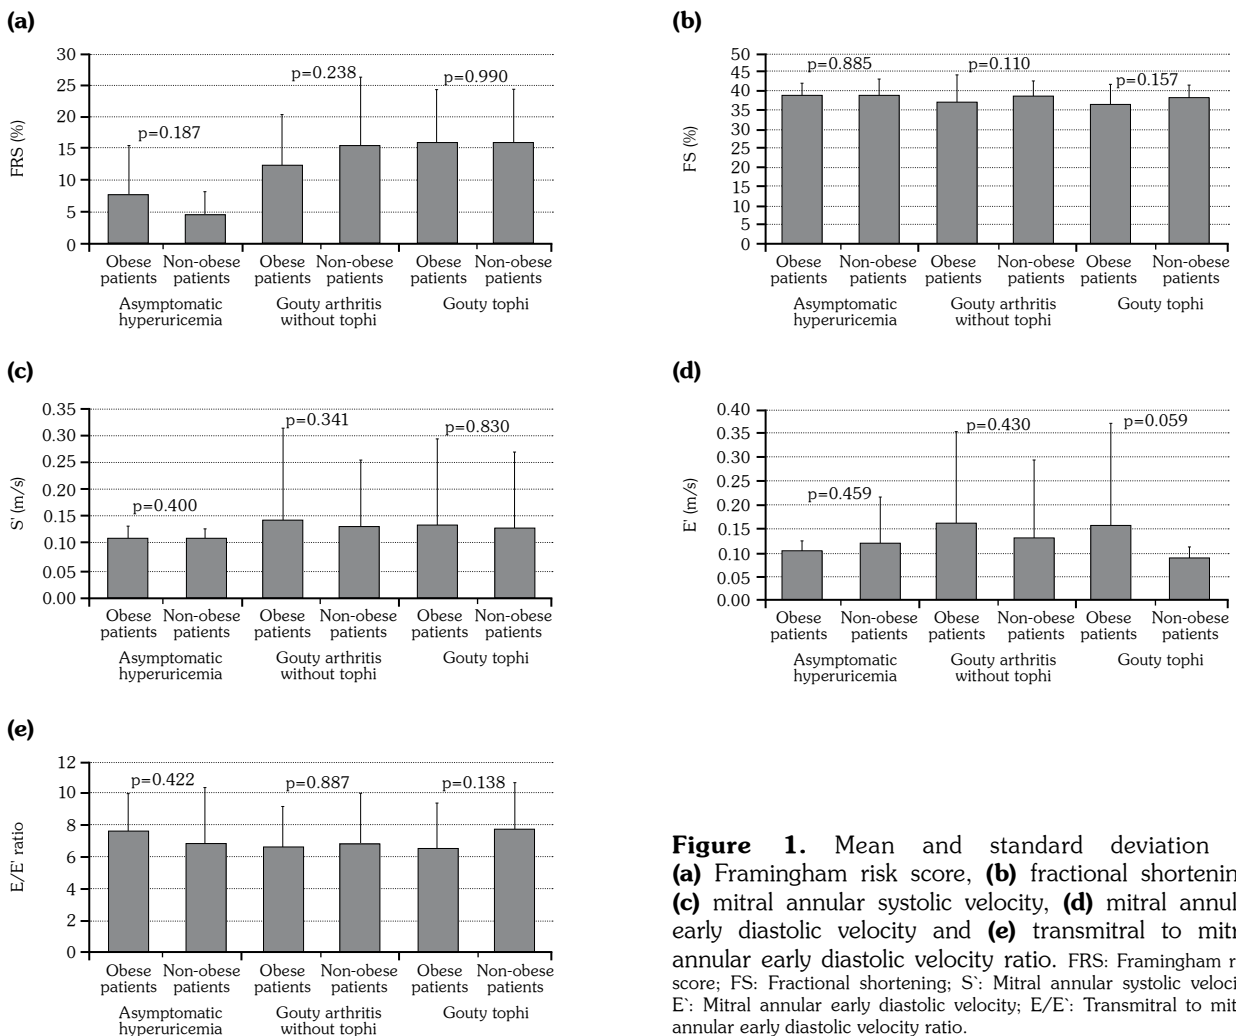 (a)
30
25
20
15
10
5
0
FRS (%)
p=0.187
p=0.238
p=0.990
Obese patients
Non-obese patients
Obese patients
Non-obese patients
Obese patients
Non-obese patients
Asymptomatic hyperuricemia
Gouty arthritis without tophi
Gouty tophi
(b)
50
45
40
35
30
25
20
15
10
5
0
FS (%)
p=0.885
p=0.110
p=0.157
Obese patients
Non-obese patients
Obese patients
Non-obese patients
Obese patients
Non-obese patients
Asymptomatic hyperuricemia
Gouty arthritis without tophi
Gouty tophi
(c)
0.35
0.30
0.25
0.20
0.15
0.10
0.05
0.00
S' (m/s)
p=0.400
p=0.341
p=0.830
Obese patients
Non-obese patients
Obese patients
Non-obese patients
Obese patients
Non-obese patients
Asymptomatic hyperuricemia
Gouty arthritis without tophi
Gouty tophi
(d)
0.40
0.35
0.30
0.25
0.20
0.15
0.10
0.05
0.00
E' (m/s)
p=0.459
p=0.430
p=0.059
Obese patients
Non-obese patients
Obese patients
Non-obese patients
Obese patients
Non-obese patients
Asymptomatic hyperuricemia
Gouty arthritis without tophi
Gouty tophi
(e)
12
10
8
6
4
2
0
E/E' ratio
p=0.422
p=0.887
p=0.138
Obese patients
Non-obese patients
Obese patients
Non-obese patients
Obese patients
Non-obese patients
Asymptomatic hyperuricemia
Gouty arthritis without tophi
Gouty tophi
Figure 1. Mean and standard deviation
(a) Framingham risk score, (b) fractional shortenin
(c) mitral annular systolic velocity, (d) mitral annul
early diastolic velocity and (e) transmitral to mitr
annular early diastolic velocity ratio. FRS: Framingham r
score; FS: Fractional shortening; S`: Mitral annular systolic veloci
E`: Mitral annular early diastolic velocity; E/E`: Transmitral to mit
annular early diastolic velocity ratio.